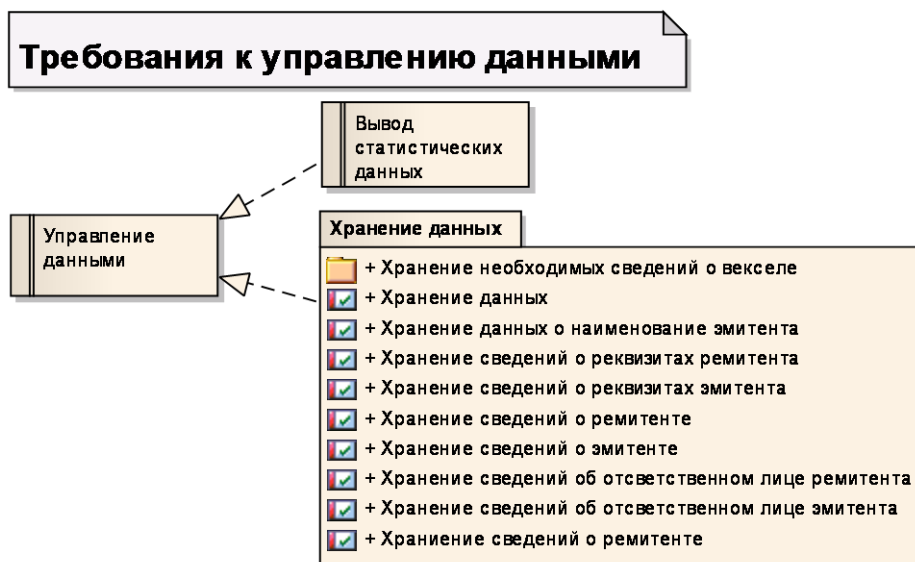 Требования к управлению данными
Вывод
статистических
данных
Управление
данными
Хранение данных
+ Хранение необходимых сведений о векселе
+ Хранение данных
+ Хранение данных о наименование эмитента
+ Хранение сведений о реквизитах ремитента
+ Хранение сведений о реквизитах эмитента
+ Хранение сведений о ремитенте
+ Хранение сведений о эмитенте
+ Хранение сведений об отсветственном лице ремитента
+ Хранение сведений об отсветственном лице эмитента
+ Храниение сведений о ремитенте